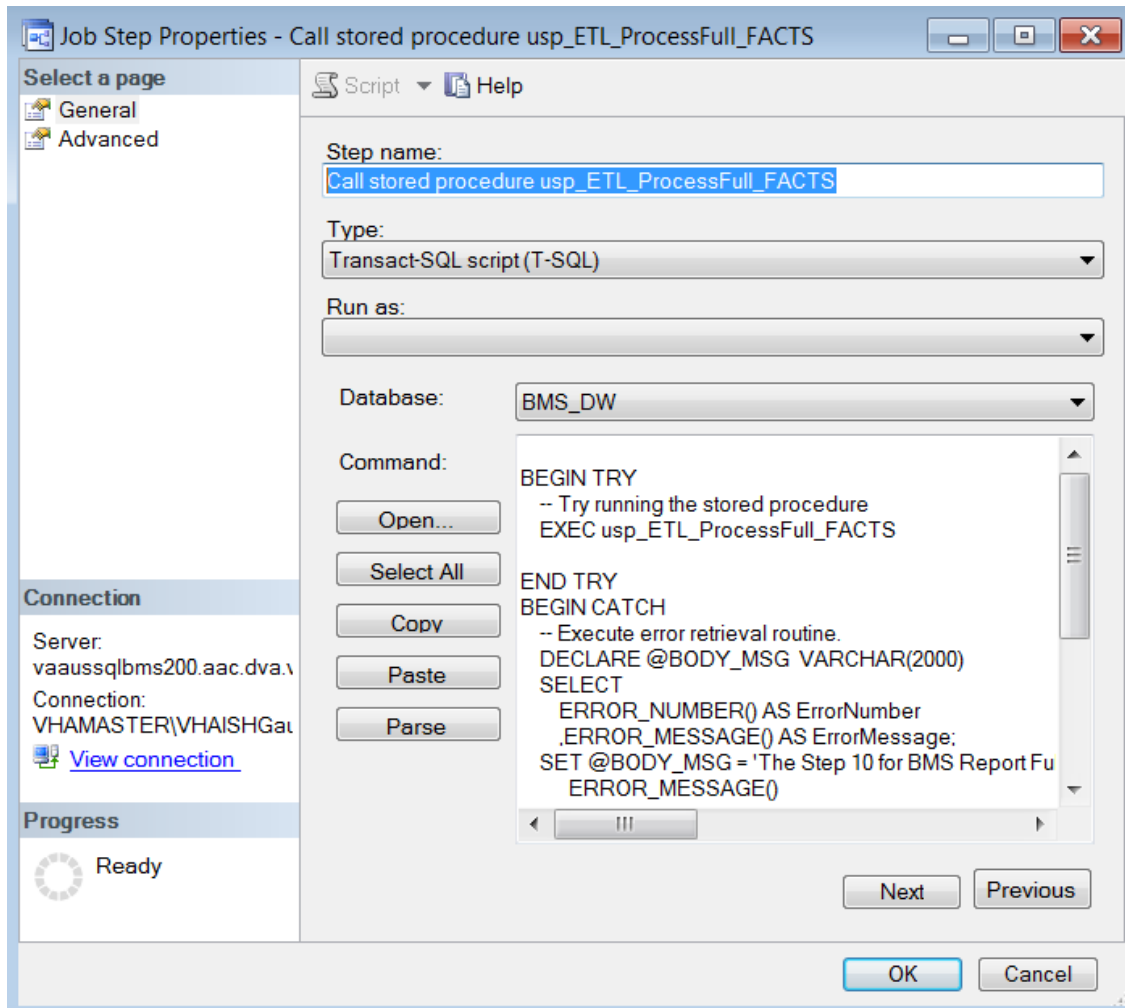 Job Step Properties - Call stored procedure usp_ETL_ProcessFull_FACTS
Select a page
General
Advanced
Script
Help
Step name:
Call stored procedure usp_ETL_ProcessFull_FACTS
Type:
Transact-SQL script (T-SQL)
Run as:
Database:
BMS_DW
Command:
Open...
Select All
Copy
Paste
Parse
BEGIN TRY
-- Try running the stored procedure
EXEC usp_ETL_ProcessFull_FACTS
END TRY
BEGIN CATCH
-- Execute error retrieval routine.
DECLARE @BODY_MSG VARCHAR(2000)
SELECT
ERROR_NUMBER() AS ErrorNumber
,ERROR_MESSAGE() AS ErrorMessage;
SET @BODY_MSG = 'The Step 10 for BMS Report Fu
ERROR_MESSAGE()
Connection
Server:
vaaussqlbms200.aac.dva.v
Connection:
VHAMASTER\VHAISHGau
View connection
Progress
Ready
Next
Previous
OK
Cancel